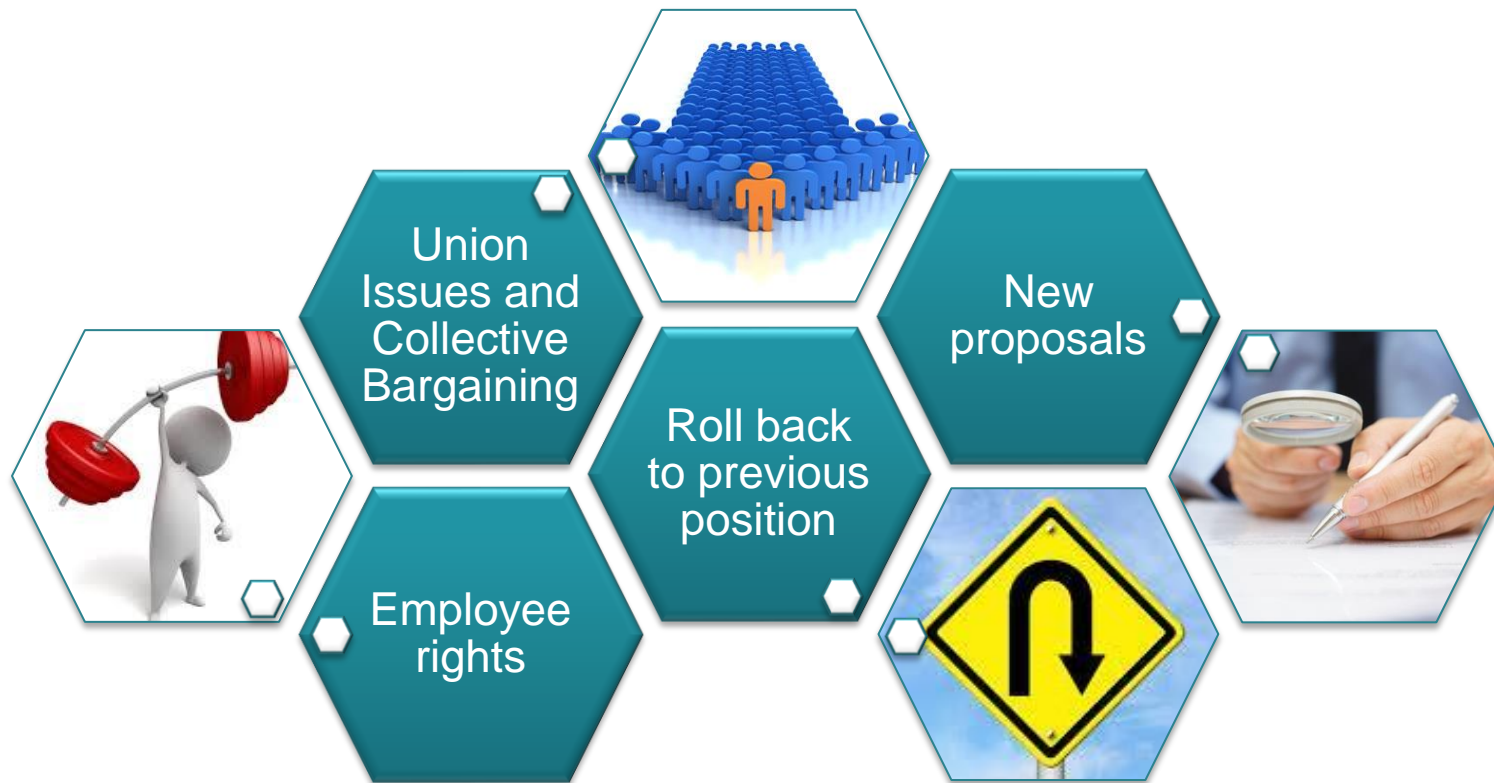 Union
Issues and
Collective
Bargaining
New
proposals
Roll back
to previous
position
Employee
rights